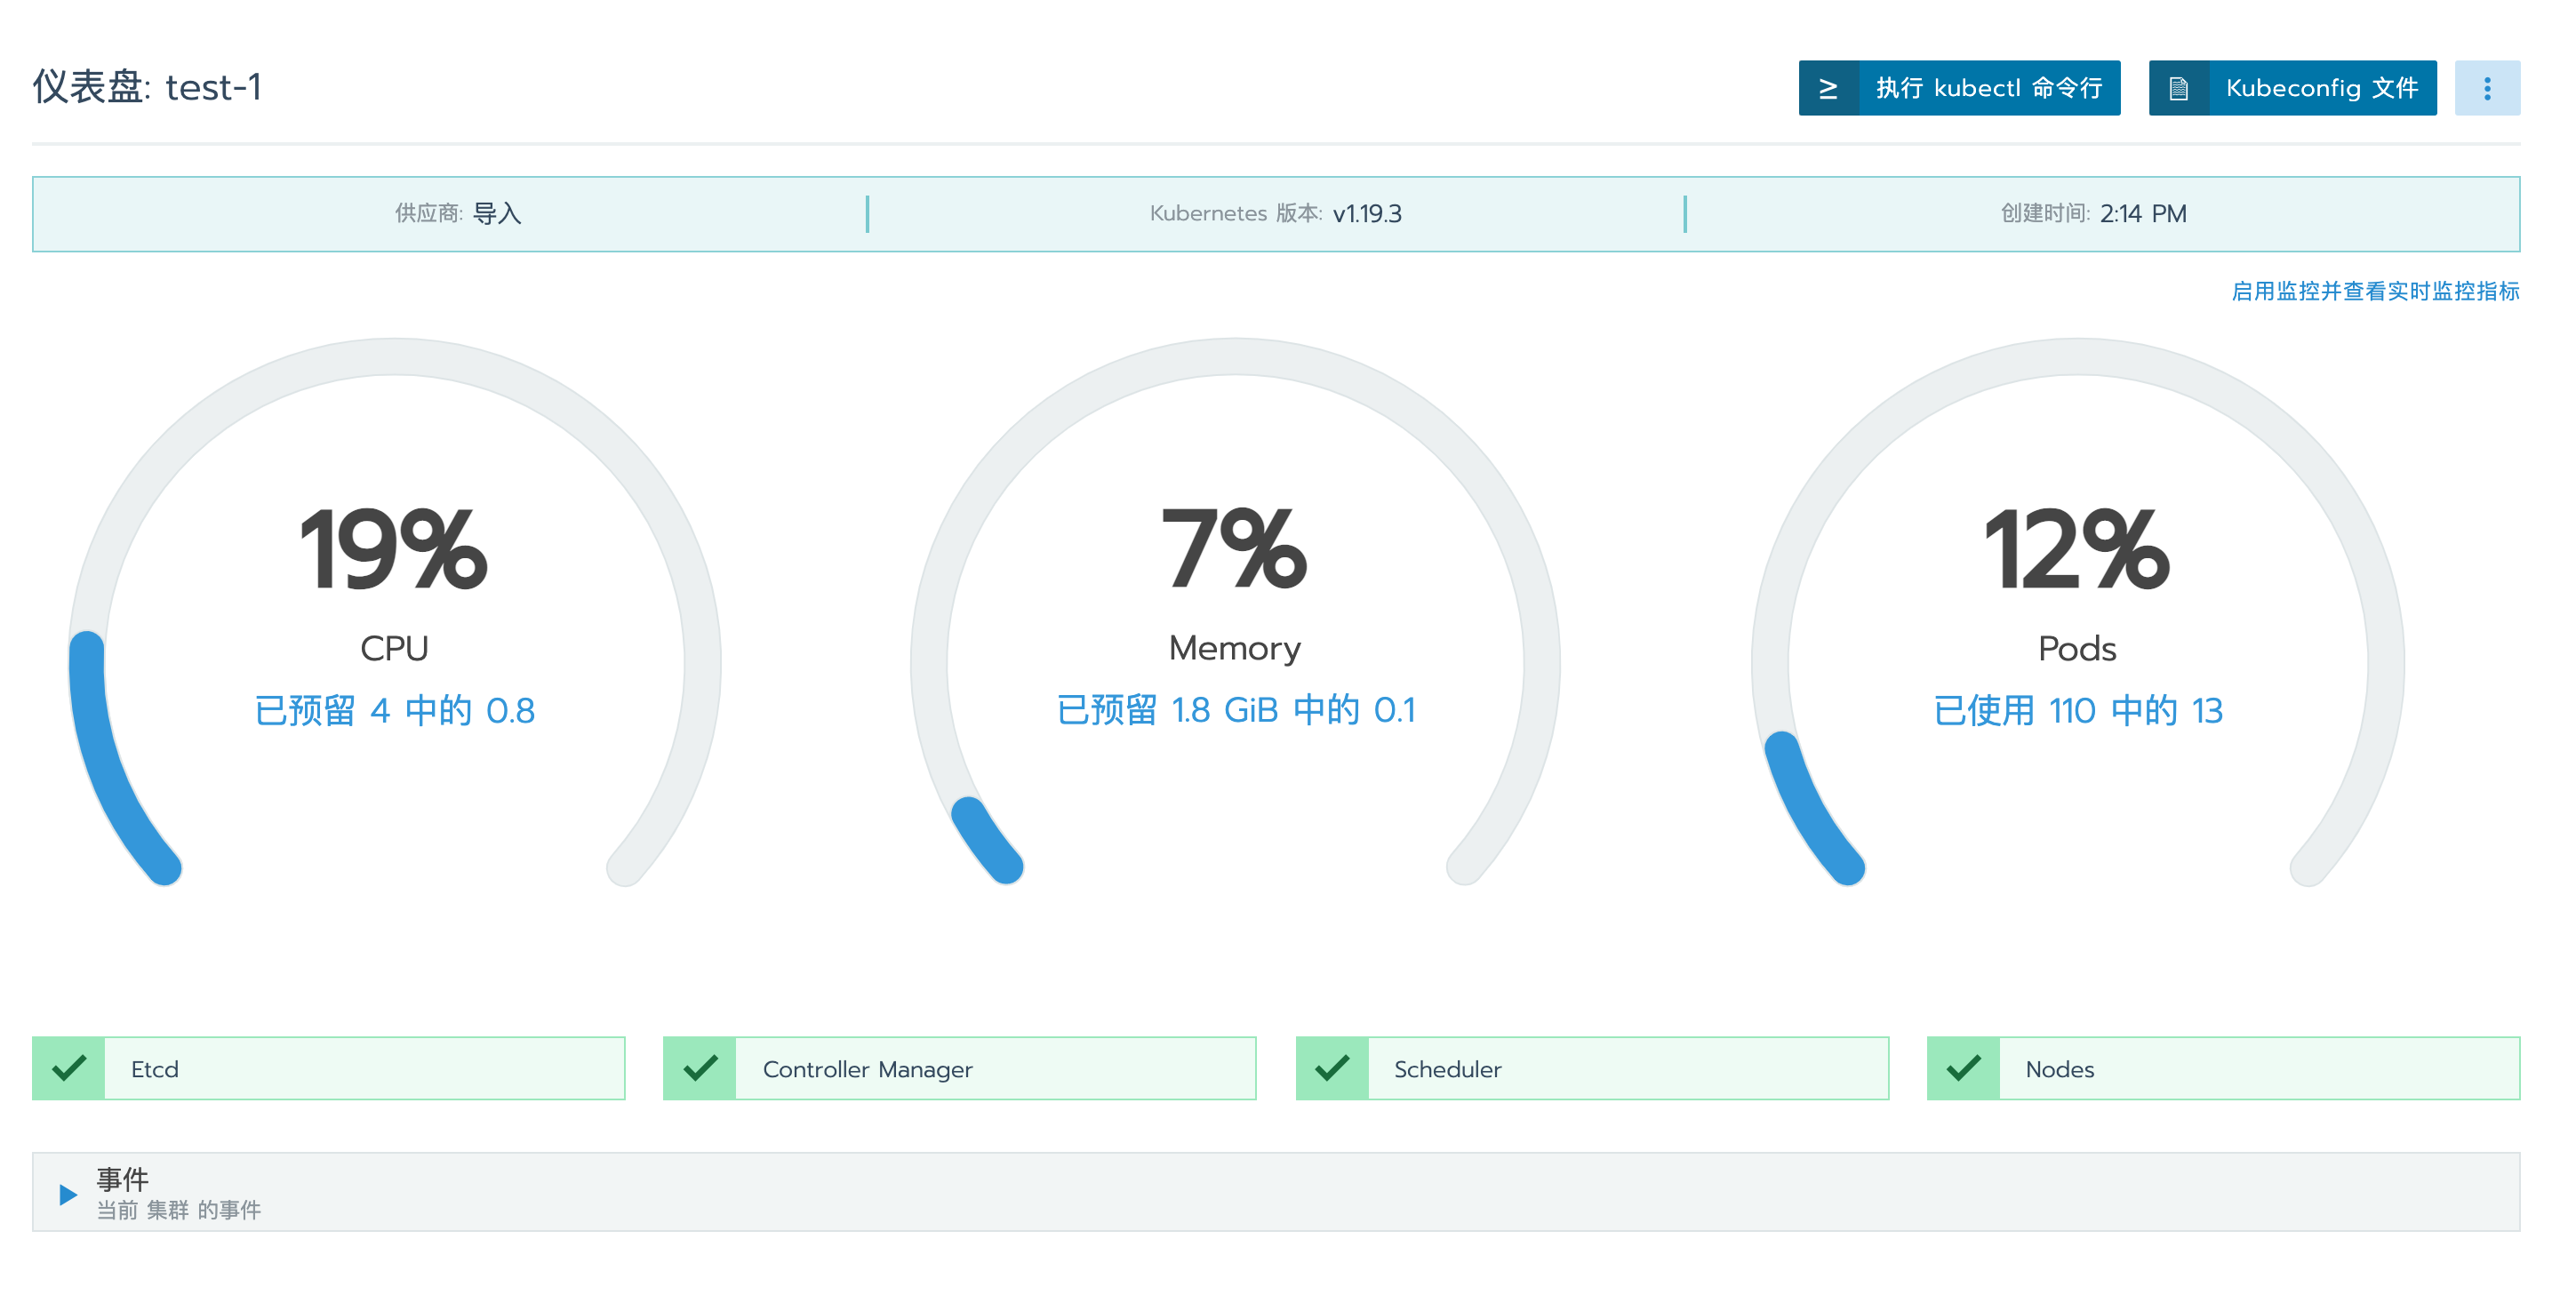 仪表盘: test-1
执行 kubectl 命令行
Kubeconfig 文件
供应商: 导入
Kubernetes 版本: v1.19.3
创建时间: 2:14 PM
启用监控并查看实时监控指标
19%
CPU
已预留 4 中的 0.8
7%
Memory
已预留 1.8 GiB 中的 0.1
12%
Pods
已使用 110 中的 13
Etcd
Controller Manager
Scheduler
Nodes
事件
当前 集群 的事件